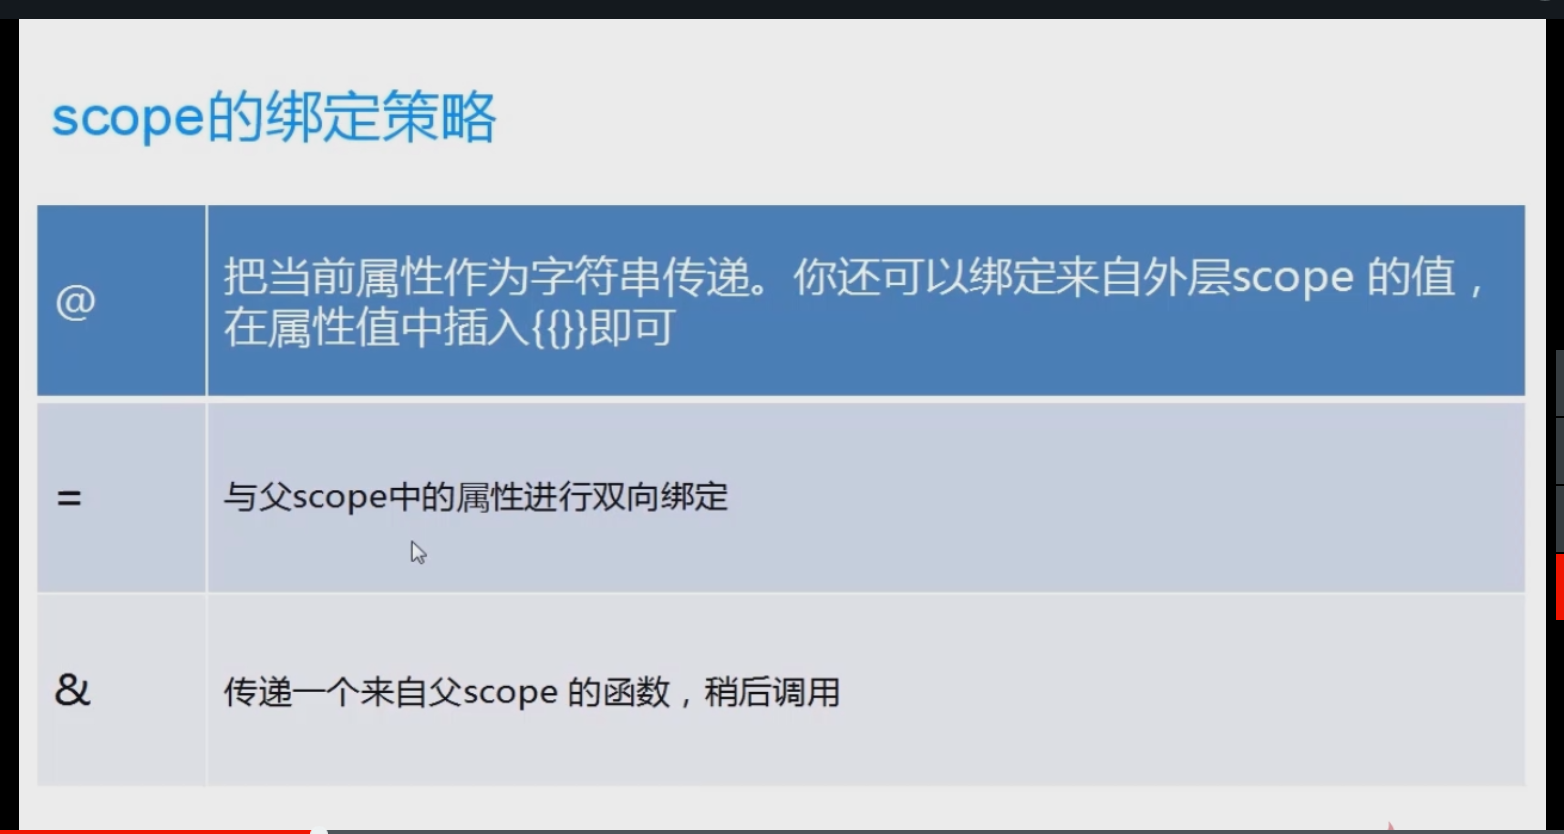 scope的绑定策略
@
把当前属性作为字符串传递。你还可以绑定来自外层scope 的值，
在属性值中插入{{}}即可
=
与父scope中的属性进行双向绑定
&
传递一个来自父scope 的函数，稍后调用